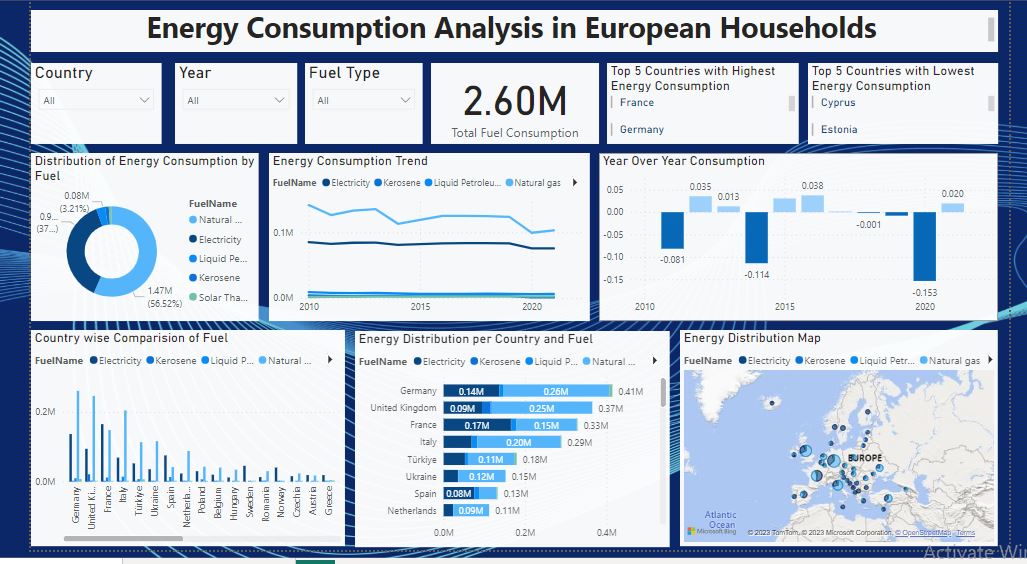 Energy Consumption Analysis in European Households
Country
All
Year
All
Fuel Type
All
2.60M
Total Fuel Consumption
Top 5 Countries with Highest
Energy Consumption
France
Germany
Top 5 Countries with Lowest
Energy Consumption
Cyprus
Estonia
Distribution of Energy Consumption by
Fuel
0.08M
(3.21%)
0.9...
(37...)
1.47M
(56.52%)
FuelName
Natural ...
Electricity
Liquid Pe...
Kerosene
Solar Tha...
Energy Consumption Trend
FuelName Electricity Kerosene Liquid Petroleu... Natural gas
0.1M
0.0M
2010 2015 2020
Year Over Year Consumption
0.05
0.00
-0.05
-0.10
-0.15
-0.081
0.035
0.013
-0.114
0.038
-0.001
-0.153
0.020
2010 2015 2020
Country wise Comparision of Fuel
FuelName Electricity Kerosene Liquid P... Natural ...
0.2M
0.0M
Germany
United Ki...
France
Italy
Türkiye
Ukraine
Spain
Netherla...
Poland
Belgium
Hungary
Sweden
Romania
Norway
Czechia
Austria
Greece
Energy Distribution per Country and Fuel
FuelName Electricity Kerosene Liquid P... Natural ...
Germany 0.14M 0.26M 0.41M
United Kingdom 0.09M 0.25M 0.37M
France 0.17M 0.15M 0.33M
Italy 0.20M 0.29M
Türkiye 0.11M 0.18M
Ukraine 0.12M 0.15M
Spain 0.08M 0.13M
Netherlands 0.09M 0.11M
0.0M 0.2M 0.4M
Energy Distribution Map
FuelName Electricity Kerosene Liquid Petr... Natural gas
EUROPE
Atlantic
Ocean
Microsoft Bing
© 2023 TomTom, © 2023 Microsoft Corporation, © OpenStreetMap Terms
Activate Wi